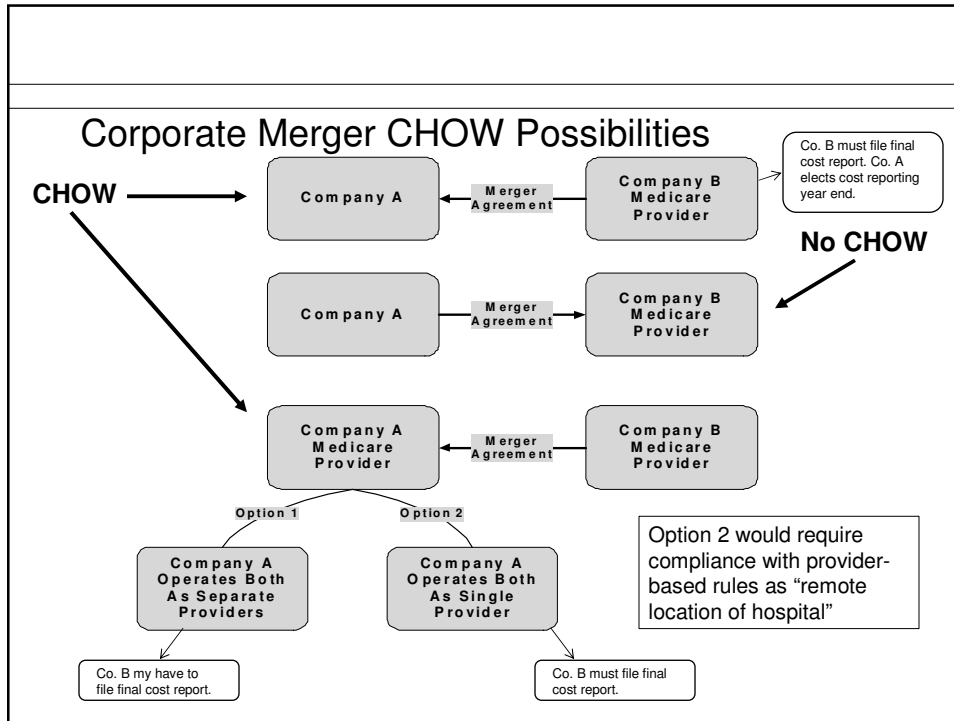 Corporate Merger CHOW Possibilities
Co. B must file final
cost report. Co. A
elects cost reporting
year end.
CHOW
Company A
Merger
Agreement
Company B
Medicare
Provider
No CHOW
Company A
Merger
Agreement
Company B
Medicare
Provider
Company A
Medicare
Provider
Merger
Agreement
Company B
Medicare
Provider
Option 1
Option 2
Company A
Operates Both
As Separate
Providers
Company A
Operates Both
As Single
Provider
Option 2 would require
compliance with provider-
based rules as “remote
location of hospital”
Co. B my have to
file final cost report.
Co. B must file final
cost report.